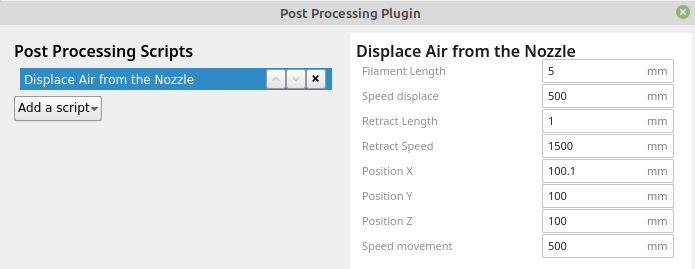 Post Processing Plugin
Post Processing Scripts
Displace Air from the Nozzle
Add a script
Displace Air from the Nozzle
Filament Length 5 mm
Speed displace 500 mm
Retract Length 1 mm
Retract Speed 1500 mm
Position X 100.1 mm
Position Y 100 mm
Position Z 100 mm
Speed movement 500 mm